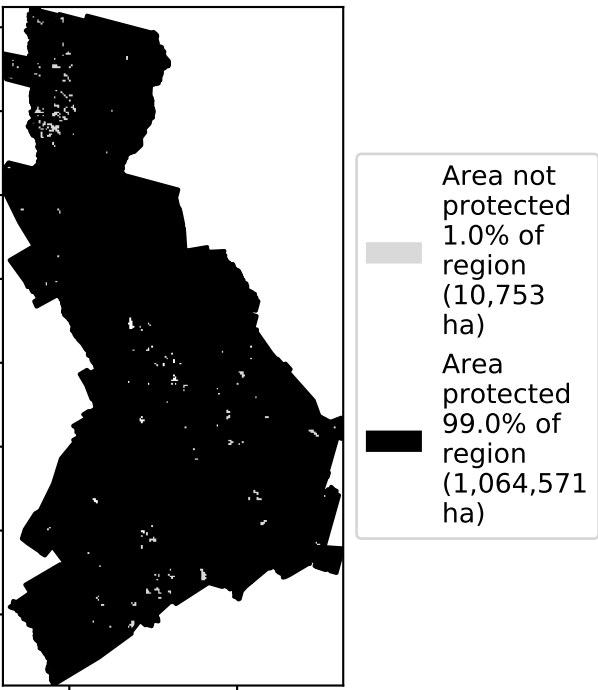 Area not
protected
1.0% of
region
(10,753
ha)
Area
protected
99.0% of
region
(1,064,571
ha)